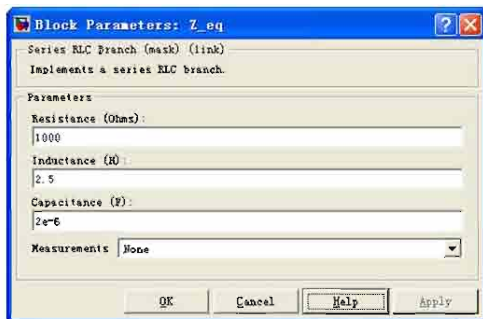 Block Parameters: Z_eq
Series RLC Branch (mask) (link)
Implements a series RLC branch.
Parameters
Resistance (Ohms):
1000
Inductance (H):
2.5
Capacitance (F):
2e-6
Measurements None
OK Cancel Help Apply